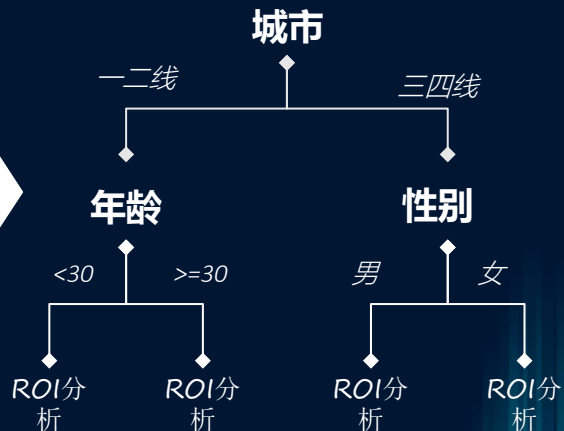 城市
一二线
三四线
年龄
性别
<30
>=30
男
女
ROI分
析
ROI分
析
ROI分
析
ROI分
析